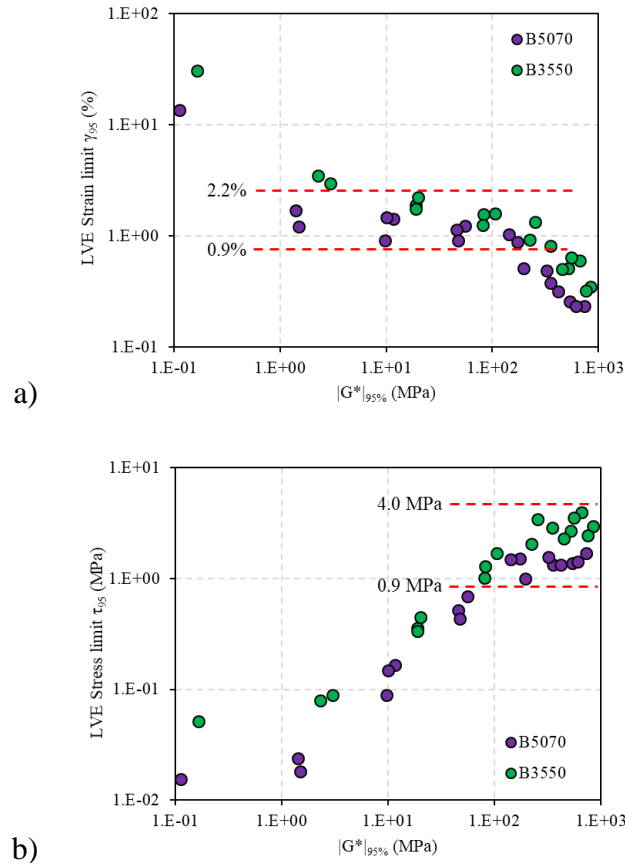 1.E+02
B5070
B3550
1.E+01
2.2%
1.E+00
0.9%
1.E-01
1.E-01 1.E+00 1.E+01 1.E+02 1.E+03
LVE Strain limit γ95 (%)
|G*|95% (MPa)
a)
1.E+01
4.0 MPa
1.E+00
0.9 MPa
1.E-01
B5070
B3550
1.E-02
1.E-01 1.E+00 1.E+01 1.E+02 1.E+03
LVE Stress limit τ95 (MPa)
|G*|95% (MPa)
b)